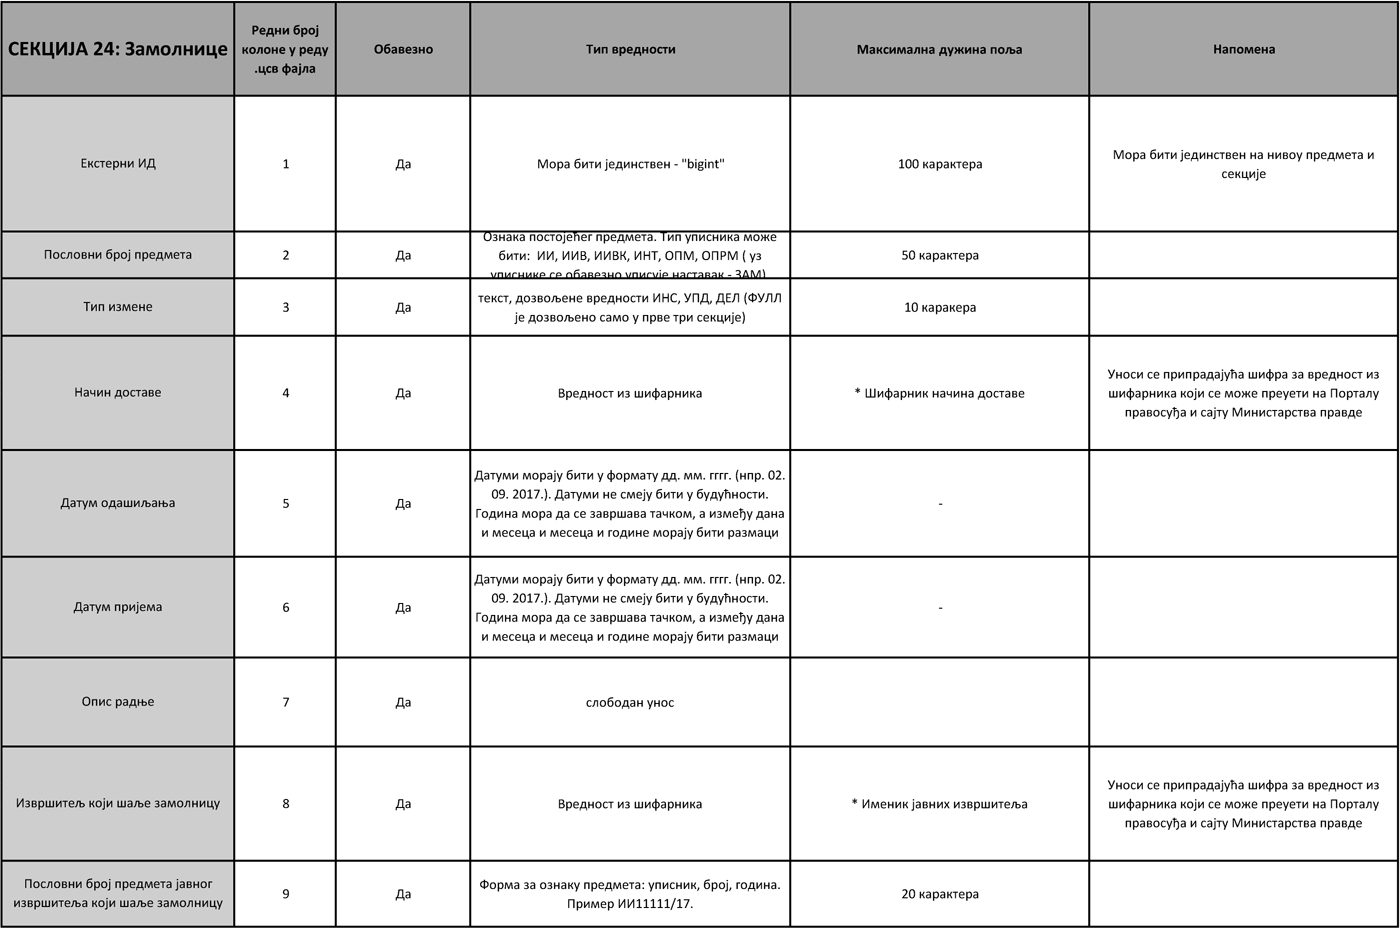 СЕКЦИЈА 24: Замолнице
Редни број
колоне у реду
.цсв фајла
Обавезно
Тип вредности
Максимална дужина поља
Напомена
Екстерни ИД
1
Да
Мора бити јединствен - "bigint"
100 карактера
Мора бити јединствен на нивоу предмета и
секције
Пословни број предмета
2
Да
Ознака постојећег предмета. Тип уписника може
бити:  ИИ, ИИВ, ИИВК, ИНТ, ОПМ, ОПРМ ( уз
уписнике се обавезно уписује наставак - ЗАМ)
50 карактера
Тип измене
3
Да
текст, дозвољене вредности ИНС, УПД, ДЕЛ (ФУЛЛ
је дозвољено само у прве три секције)
10 каракера
Начин доставе
4
Да
Вредност из шифарника
* Шифарник начина доставе
Уноси се припрадајућа шифра за вредност из
шифарника који се може преуети на Порталу
правосуђа и сајту Министарства правде
Датум одашиљања
5
Да
Датуми морају бити у формату дд. мм. гггг. (нпр. 02.
09. 2017.). Датуми не смеју бити у будућности.
Година мора да се завршава тачком, а између дана
и месеца и месеца и године морају бити размаци
-
Датум пријема
6
Да
Датуми морају бити у формату дд. мм. гггг. (нпр. 02.
09. 2017.). Датуми не смеју бити у будућности.
Година мора да се завршава тачком, а између дана
и месеца и месеца и године морају бити размаци
-
Опис радње
7
Да
слободан унос
Извршитељ који шаље замолницу
8
Да
Вредност из шифарника
* Именик јавних извршитеља
Уноси се припрадајућа шифра за вредност из
шифарника који се може преуети на Порталу
правосуђа и сајту Министарства правде
Пословни број предмета јавног
извршитеља који шаље замолницу
9
Да
Форма за ознаку предмета: уписник, број, година.
Пример ИИ11111/17.
20 карактера